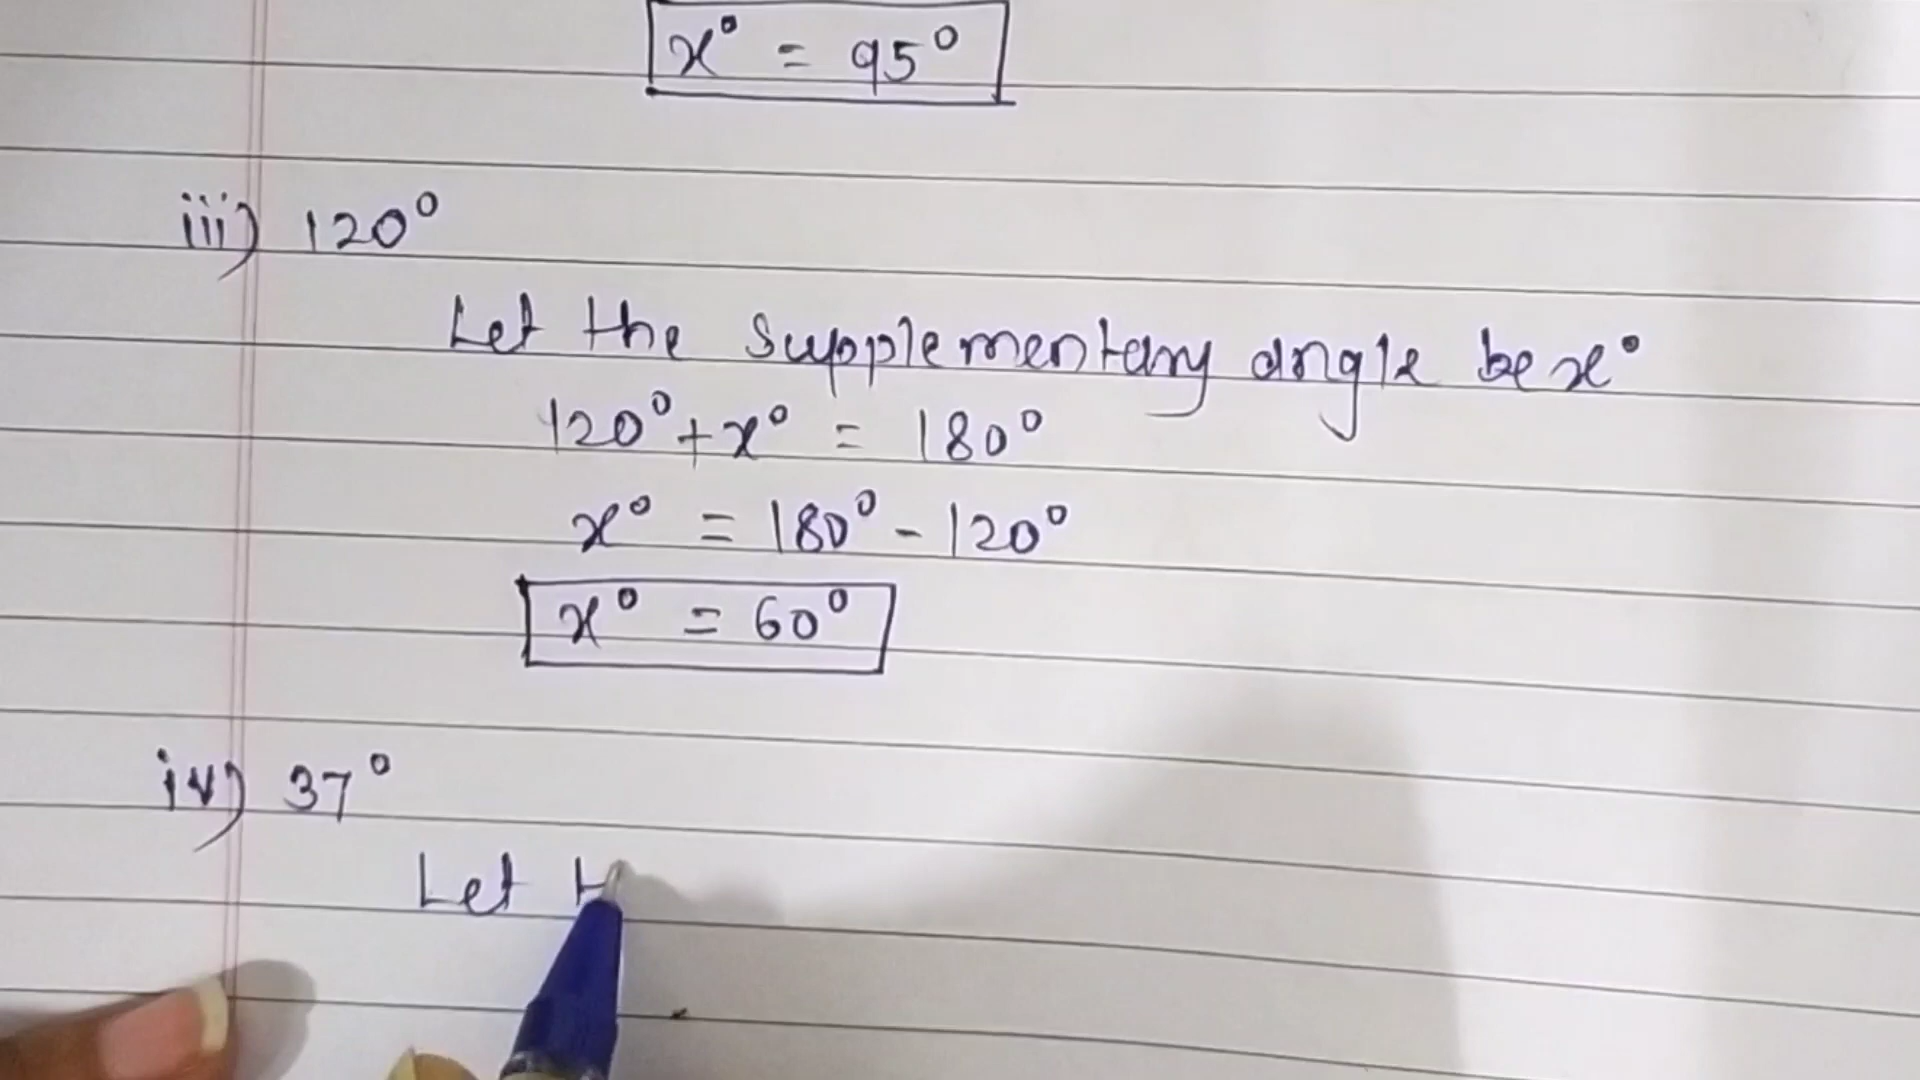 x° = 95°
iii) 120°
Let the Supplementary angle be x°
120° + x° = 180°
x° = 180° - 120°
x° = 60°
iv) 37°
Let